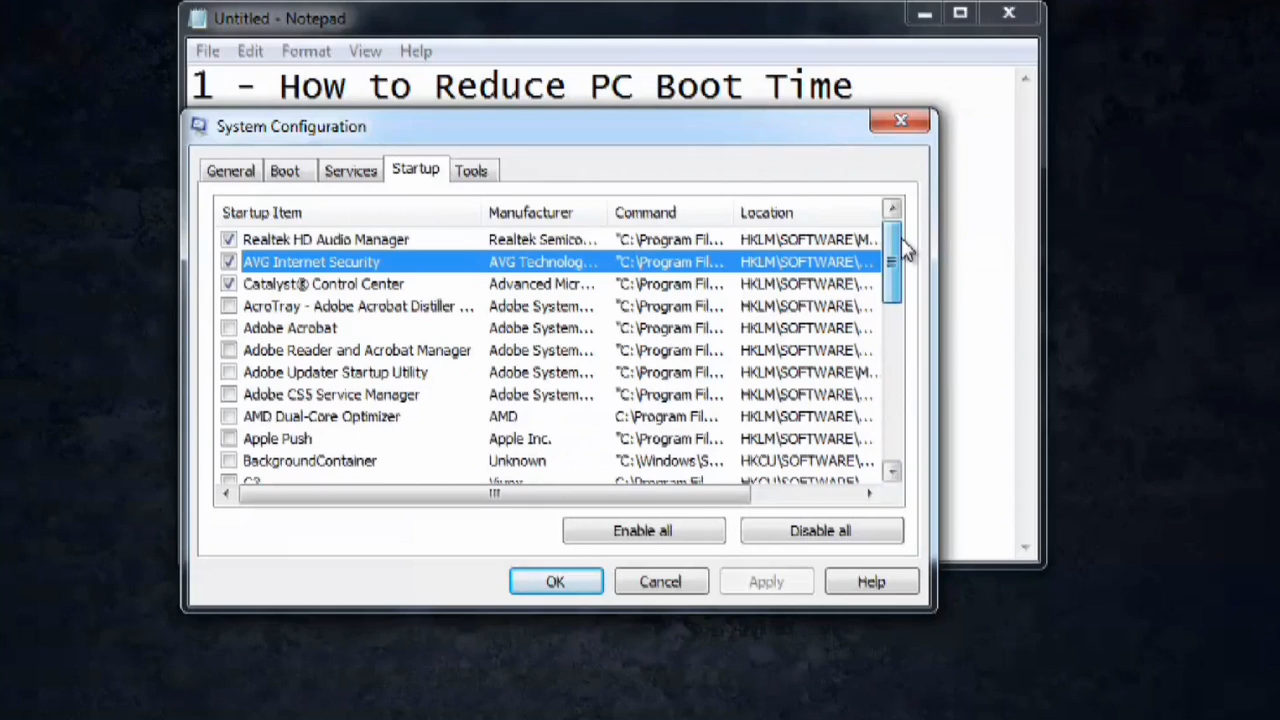 Untitled - Notepad
File Edit Format View Help
1 - How to Reduce PC Boot Time
System Configuration
General Boot Services Startup Tools
Startup Item Manufacturer Command Location
Realtek HD Audio Manager Realtek Semico... "C:\Program Fil... HKLM\SOFTWARE\M...
AVG Internet Security AVG Technolog... "C:\Program Fil... HKLM\SOFTWARE\...
Catalyst® Control Center Advanced Micr... "C:\Program Fil... HKLM\SOFTWARE\...
AcroTray - Adobe Acrobat Distiller ... Adobe System... "C:\Program Fil... HKLM\SOFTWARE\...
Adobe Acrobat Adobe System... "C:\Program Fil... HKLM\SOFTWARE\...
Adobe Reader and Acrobat Manager Adobe System... "C:\Program Fil... HKLM\SOFTWARE\...
Adobe Updater Startup Utility Adobe System... "C:\Program Fil... HKLM\SOFTWARE\M...
Adobe CS5 Service Manager Adobe System... "C:\Program Fil... HKLM\SOFTWARE\...
AMD Dual-Core Optimizer AMD C:\Program Fil... HKLM\SOFTWARE\...
Apple Push Apple Inc. "C:\Program Fil... HKLM\SOFTWARE\...
BackgroundContainer Unknown "C:\Windows\S... HKCU\SOFTWARE\...
Enable all Disable all
OK Cancel Apply Help